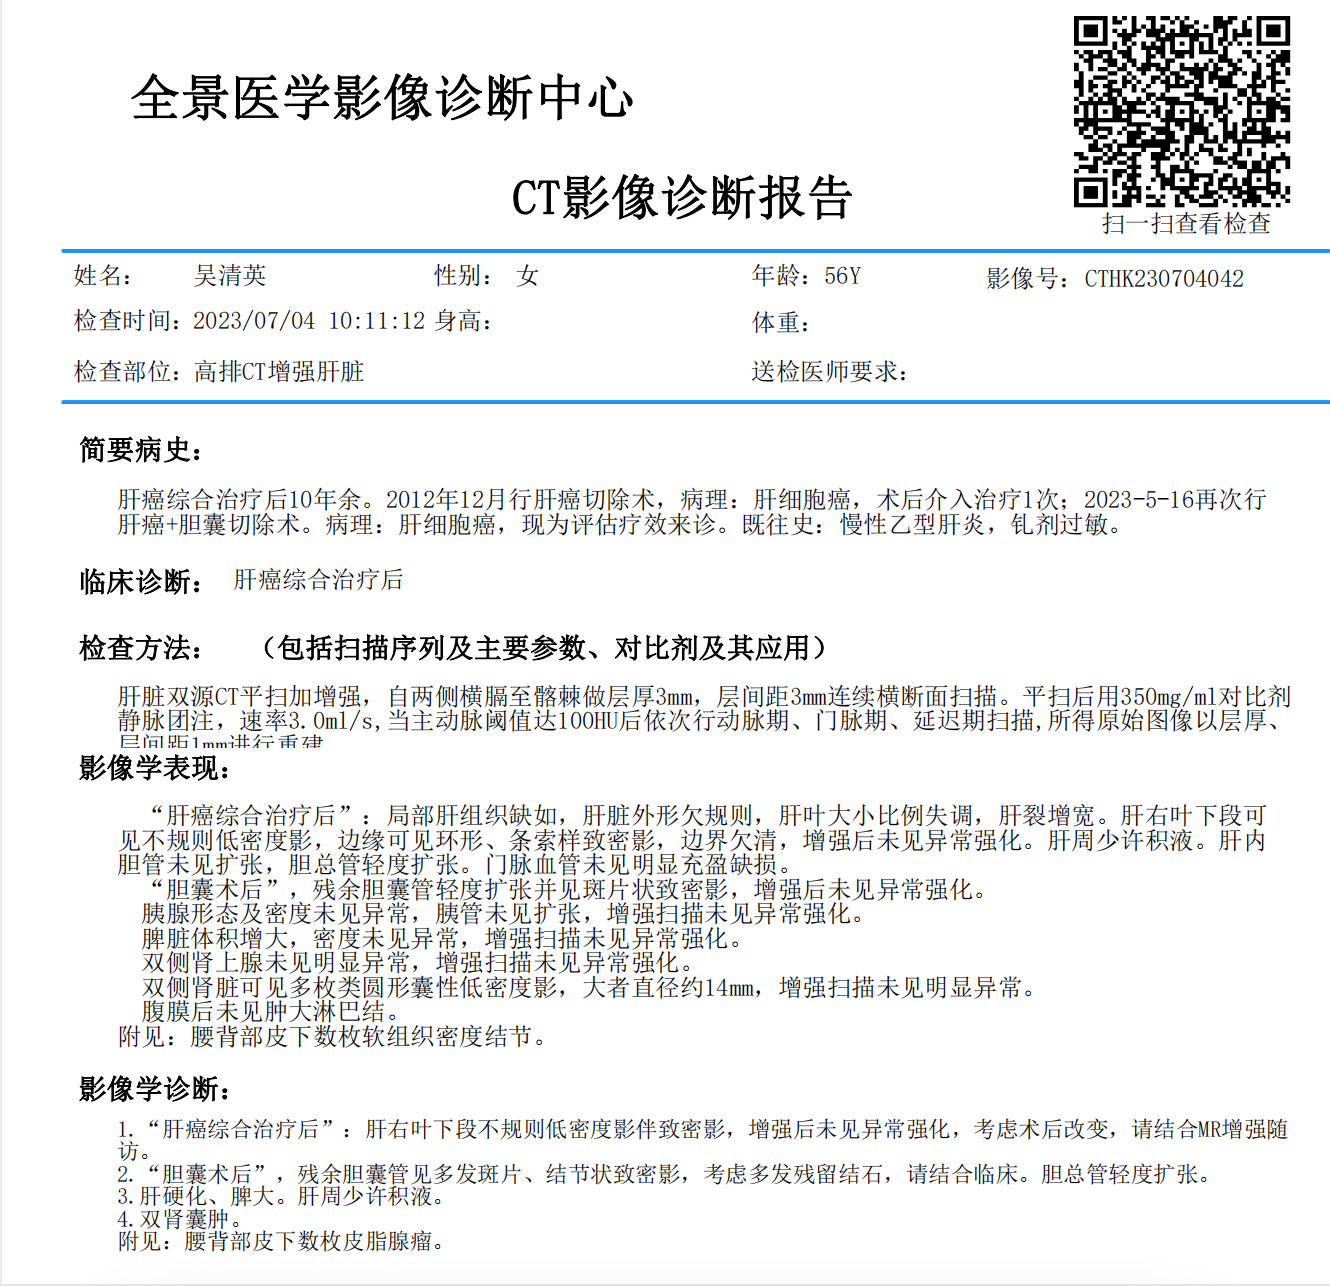 全景医学影像诊断中心
CT影像诊断报告
扫一扫查看检查
姓名： 吴清英 性别： 女 年龄：56Y 影像号：CTHK230704042
检查时间：2023/07/04 10:11:12 身高： 体重：
检查部位：高排CT增强肝脏 送检医师要求：
简要病史：
肝癌综合治疗后10年余。2012年12月行肝癌切除术，病理：肝细胞癌，术后介入治疗1次；2023-5-16再次行
肝癌+胆囊切除术。病理：肝细胞癌，现为评估疗效来诊。既往史：慢性乙型肝炎，钆剂过敏。
临床诊断： 肝癌综合治疗后
检查方法： （包括扫描序列及主要参数、对比剂及其应用）
肝脏双源CT平扫加增强，自两侧横膈至髂棘做层厚3mm，层间距3mm连续横断面扫描。平扫后用350mg/ml对比剂
静脉团注，速率3.0ml/s,当主动脉阈值达100HU后依次行动脉期、门脉期、延迟期扫描,所得原始图像以层厚、
层间距1mm进行重建
影像学表现：
“肝癌综合治疗后”：局部肝组织缺如，肝脏外形欠规则，肝叶大小比例失调，肝裂增宽。肝右叶下段可
见不规则低密度影，边缘可见环形、条索样致密影，边界欠清，增强后未见异常强化。肝周少许积液。肝内
胆管未见扩张，胆总管轻度扩张。门脉血管未见明显充盈缺损。
“胆囊术后”，残余胆囊管轻度扩张并见斑片状致密影，增强后未见异常强化。
胰腺形态及密度未见异常，胰管未见扩张，增强扫描未见异常强化。
脾脏体积增大，密度未见异常，增强扫描未见异常强化。
双侧肾上腺未见明显异常，增强扫描未见异常强化。
双侧肾脏可见多枚类圆形囊性低密度影，大者直径约14mm，增强扫描未见明显异常。
腹膜后未见肿大淋巴结。
附见：腰背部皮下数枚软组织密度结节。
影像学诊断：
1.“肝癌综合治疗后”：肝右叶下段不规则低密度影伴致密影，增强后未见异常强化，考虑术后改变，请结合MR增强随
访。
2.“胆囊术后”，残余胆囊管见多发斑片、结节状致密影，考虑多发残留结石，请结合临床。胆总管轻度扩张。
3.肝硬化、脾大。肝周少许积液。
4.双肾囊肿。
附见：腰背部皮下数枚皮脂腺瘤。